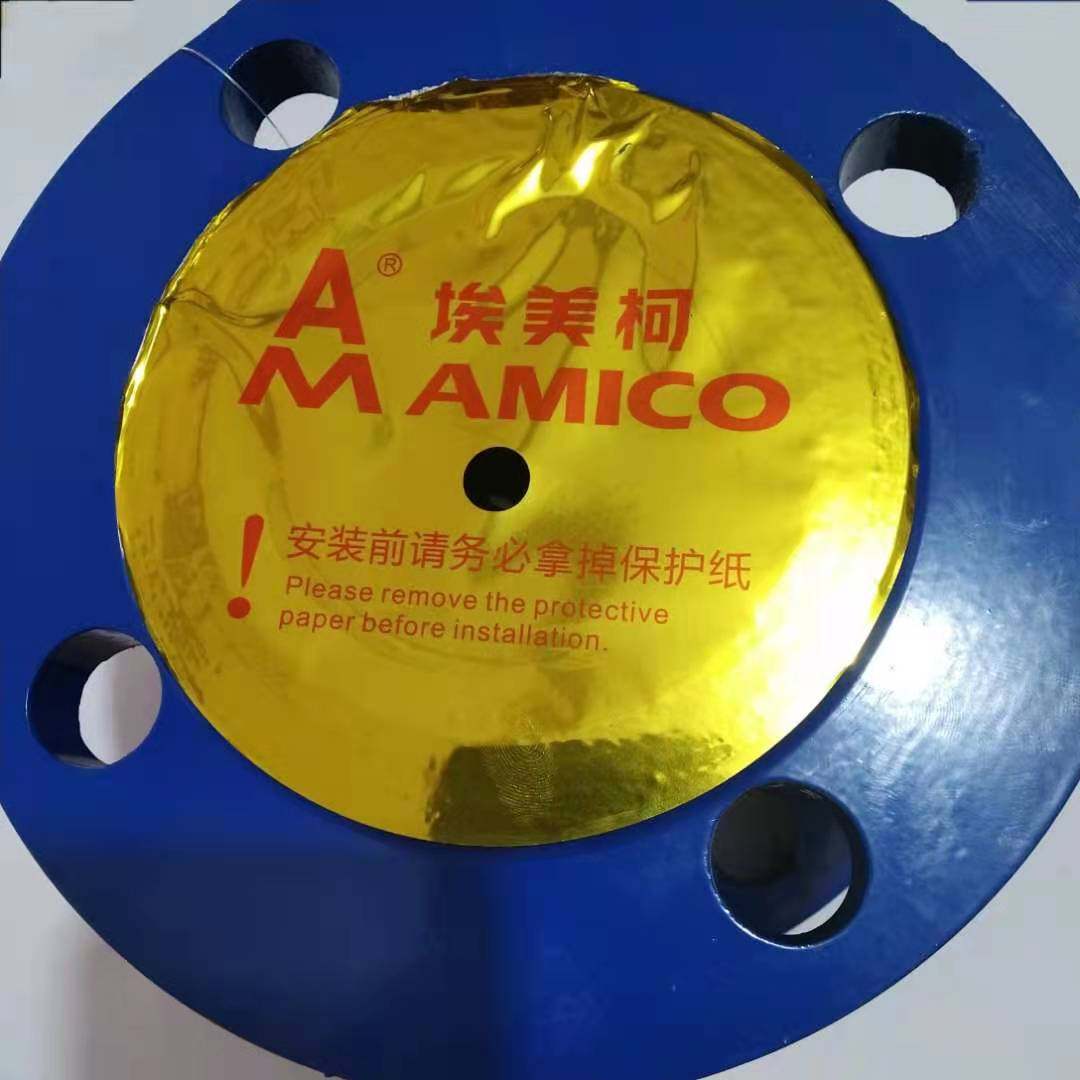 A® 埃美柯
M AMICO
! 安装前请务必拿掉保护纸
Please remove the protective
paper before installation.